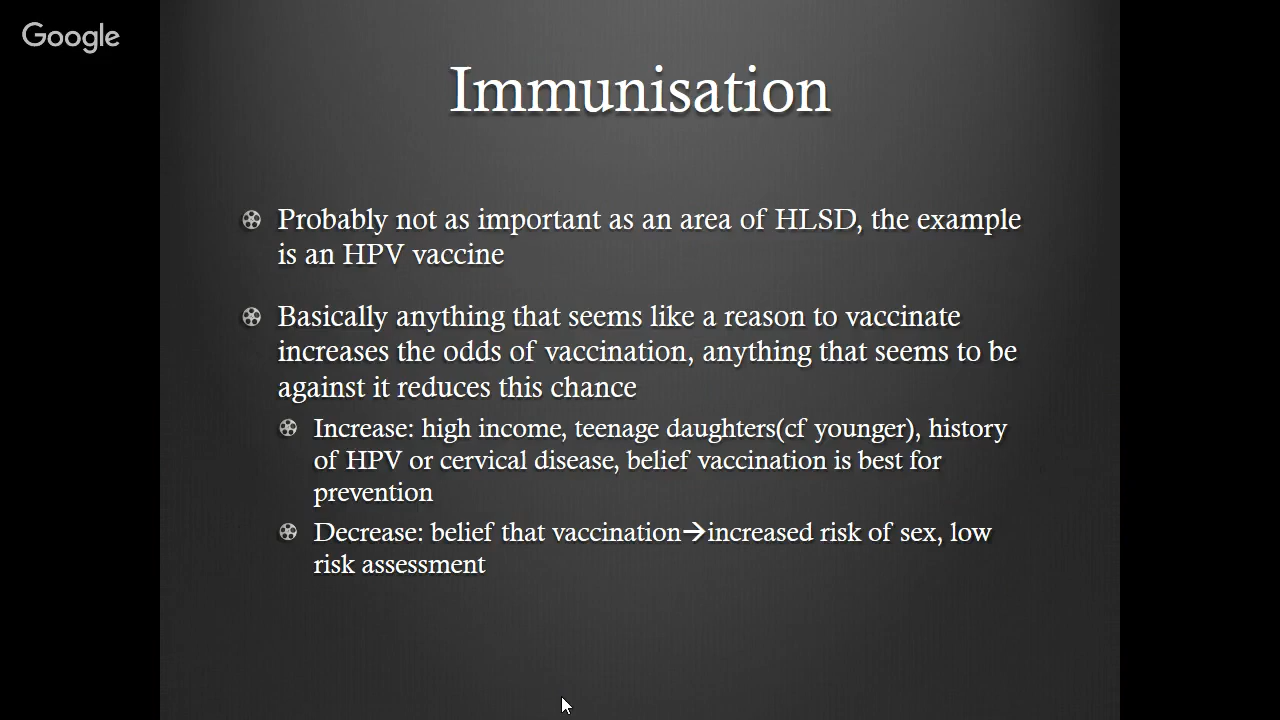 Google
Immunisation
Probably not as important as an area of HLSD, the example
is an HPV vaccine
Basically anything that seems like a reason to vaccinate
increases the odds of vaccination, anything that seems to be
against it reduces this chance
Increase: high income, teenage daughters(cf younger), history
of HPV or cervical disease, belief vaccination is best for
prevention
Decrease: belief that vaccination→increased risk of sex, low
risk assessment